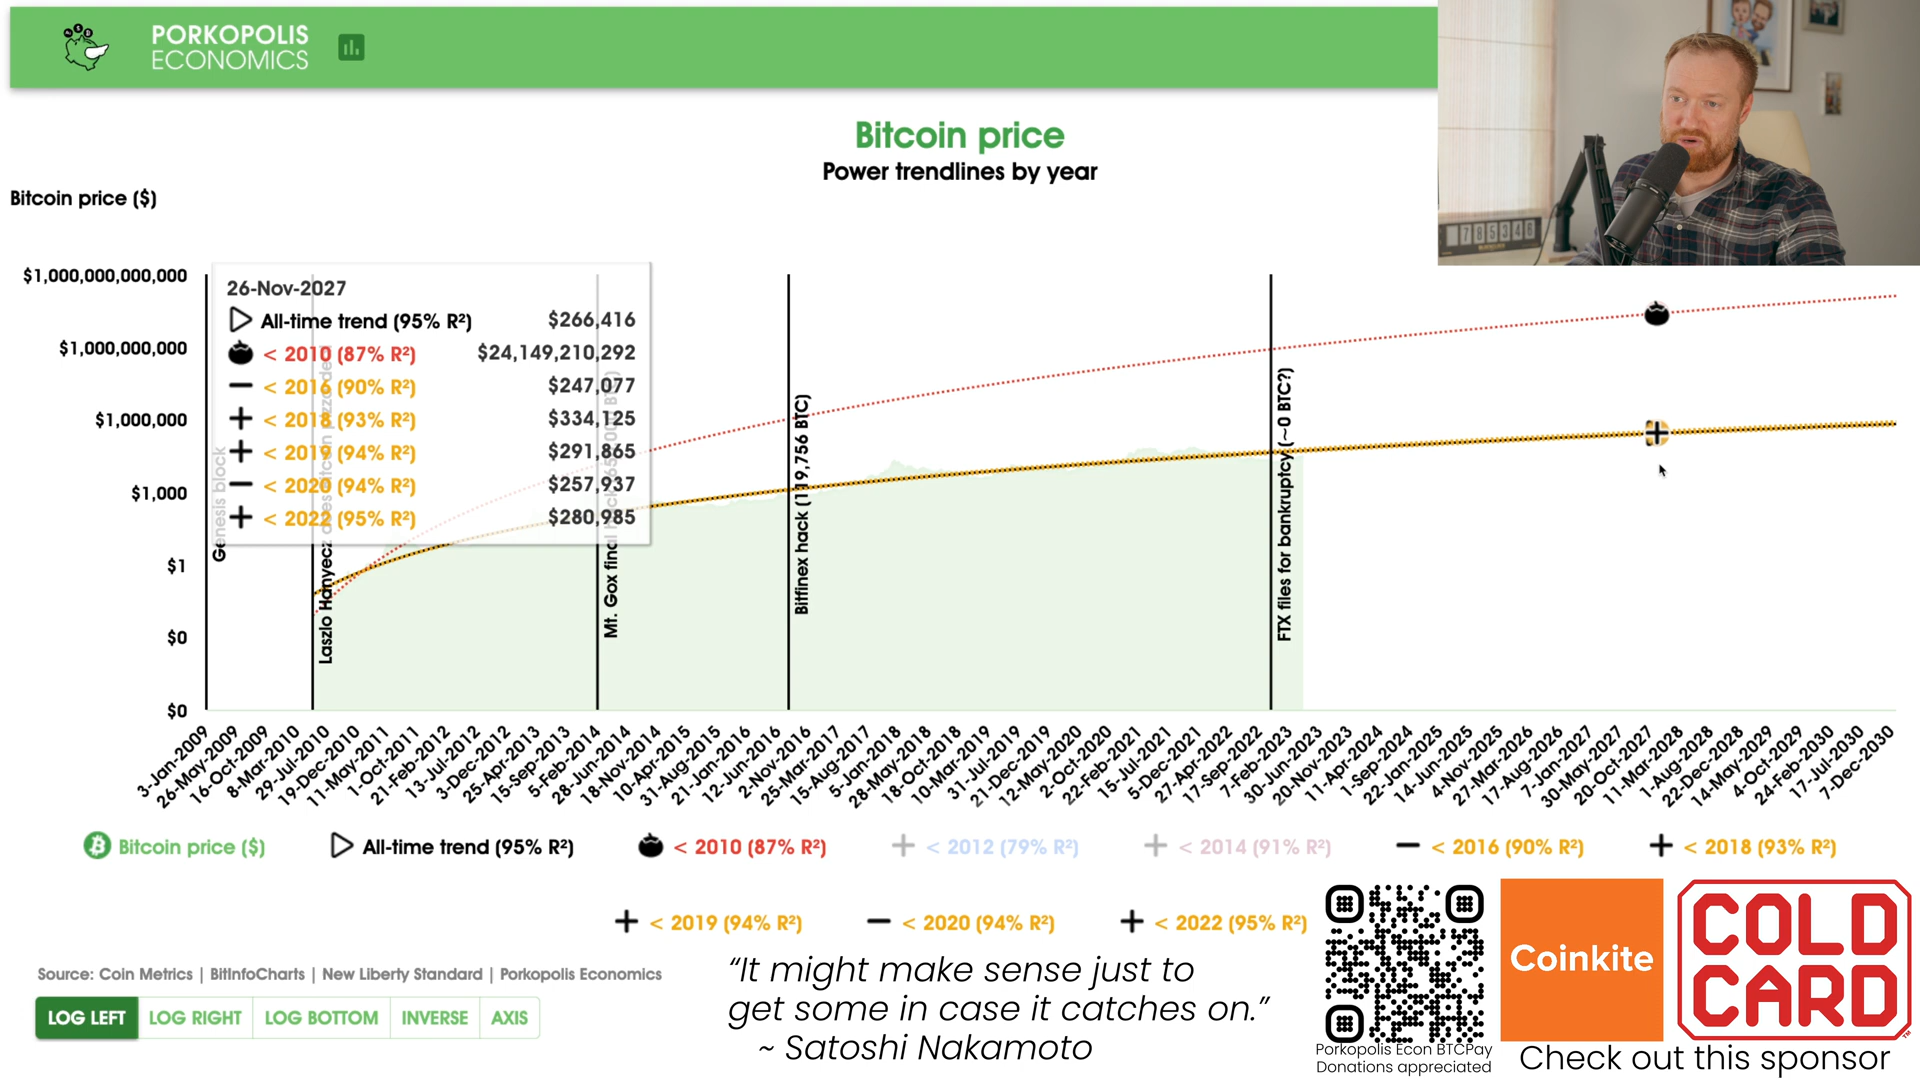 PORKOPOLIS
ECONOMICS
Bitcoin price
Power trendlines by year
Bitcoin price ($)
$1,000,000,000,000
$1,000,000,000
$1,000,000
$1,000
$1
$0
$0
26-Nov-2027
All-time trend (95% R²) $266,416
< 2010 (87% R²) $24,149,210,292
< 2016 (90% R²) $247,077
< 2018 (93% R²) $334,125
< 2019 (94% R²) $291,865
< 2020 (94% R²) $257,937
< 2022 (95% R²) $280,985
Genesis block
Laszlo Hanyecz
Mt. Gox final hack
Bitfinex hack (119,756 BTC)
FTX files for bankruptcy (~0 BTC?)
785346
3-Jan-2009
26-May-2009
16-Oct-2009
8-Mar-2010
29-Jul-2010
19-Dec-2010
11-May-2011
1-Oct-2011
21-Feb-2012
13-Jul-2012
3-Dec-2012
25-Apr-2013
15-Sep-2013
5-Feb-2014
28-Jun-2014
18-Nov-2014
10-Apr-2015
31-Aug-2015
21-Jan-2016
12-Jun-2016
2-Nov-2016
25-Mar-2017
15-Aug-2017
5-Jan-2018
28-May-2018
18-Oct-2018
10-Mar-2019
31-Jul-2019
21-Dec-2019
12-May-2020
2-Oct-2020
22-Feb-2021
15-Jul-2021
5-Dec-2021
27-Apr-2022
17-Sep-2022
7-Feb-2023
30-Jun-2023
20-Nov-2023
11-Apr-2024
1-Sep-2024
22-Jan-2025
14-Jun-2025
4-Nov-2025
27-Mar-2026
17-Aug-2026
7-Jan-2027
30-May-2027
20-Oct-2027
11-Mar-2028
1-Aug-2028
22-Dec-2028
14-May-2029
4-Oct-2029
24-Feb-2030
17-Jul-2030
7-Dec-2030
Bitcoin price ($) All-time trend (95% R²) < 2010 (87% R²) < 2012 (79% R²) < 2014 (91% R²) < 2016 (90% R²) < 2018 (93% R²)
< 2019 (94% R²) < 2020 (94% R²) < 2022 (95% R²)
Source: Coin Metrics | BitInfoCharts | New Liberty Standard | Porkopolis Economics
LOG LEFT LOG RIGHT LOG BOTTOM INVERSE AXIS
“It might make sense just to
get some in case it catches on.”
~ Satoshi Nakamoto
Porkopolis Econ BTCPay
Donations appreciated
Coinkite
COLD
CARD
TM
Check out this sponsor